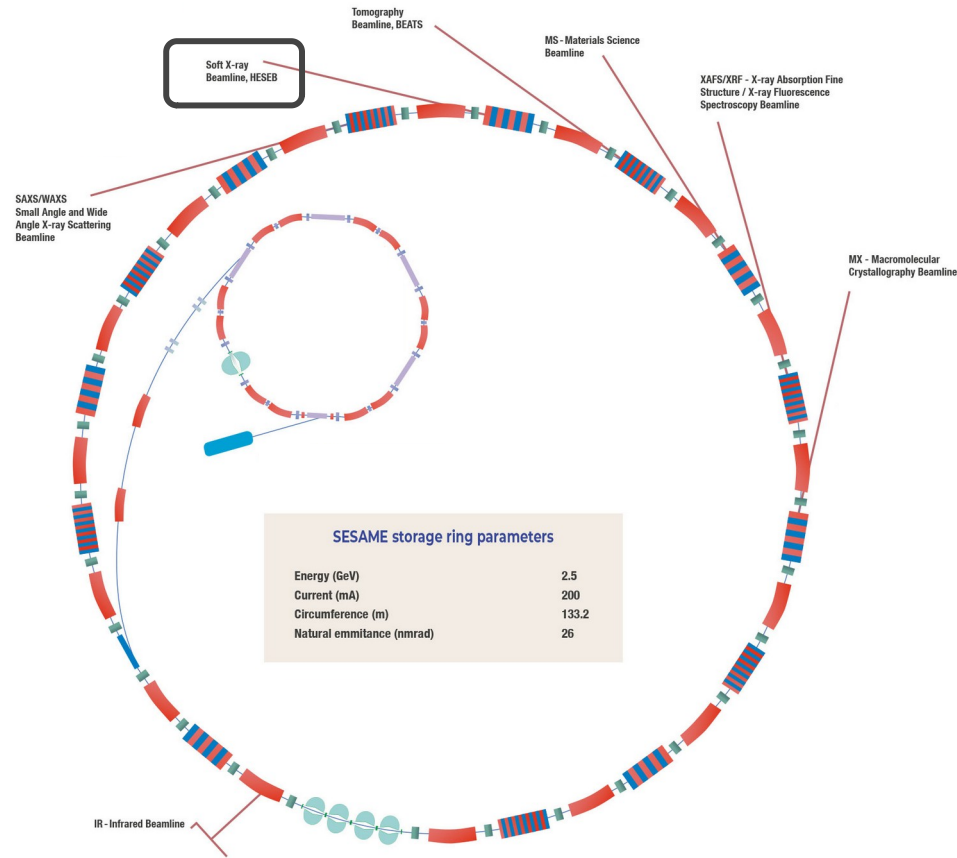 Tomography
Beamline, BEATS
MS - Materials Science
Beamline
Soft X-ray
Beamline, HESEB
XAFS/XRF - X-ray Absorption Fine
Structure / X-ray Fluorescence
Spectroscopy Beamline
SAXS/WAXS
Small Angle and Wide
Angle X-ray Scattering
Beamline
MX - Macromolecular
Crystallography Beamline
SESAME storage ring parameters
Energy (GeV) 2.5
Current (mA) 200
Circumference (m) 133.2
Natural emmitance (nmrad) 26
IR - Infrared Beamline